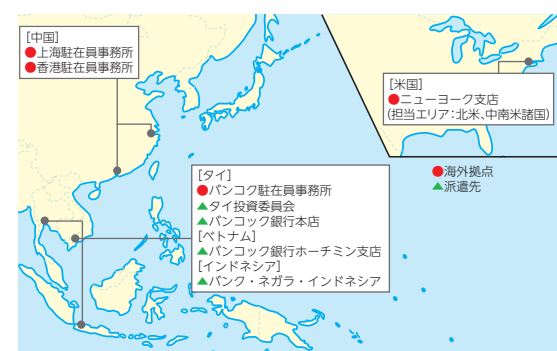 [中国]
●上海駐在員事務所
●香港駐在員事務所
[米国]
●ニューヨーク支店
(担当エリア：北米、中南米諸国)
●海外拠点
▲派遣先
[タイ]
●バンコク駐在員事務所
▲タイ投資委員会
▲バンコック銀行本店
[ベトナム]
▲バンコック銀行ホーチミン支店
[インドネシア]
▲バンク・ネガラ・インドネシア